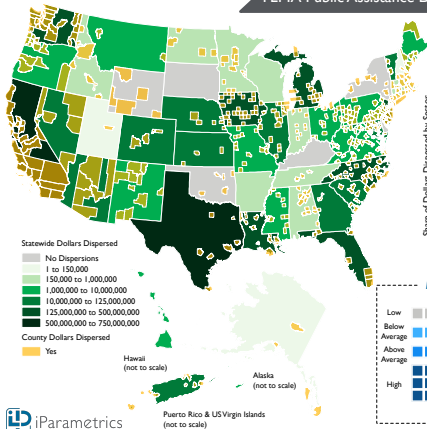 FEMA Public Assistance D
Statewide Dollars Dispersed
No Dispersions
1 to 150,000
150,000 to 1,000,000
1,000,000 to 10,000,000
10,000,000 to 125,000,000
125,000,000 to 500,000,000
500,000,000 to 750,000,000
County Dollars Dispersed
Yes
Hawaii
(not to scale)
Alaska
(not to scale)
Puerto Rico & US Virgin Islands
(not to scale)
Low
Below
Average
Above
Average
High
iParametrics